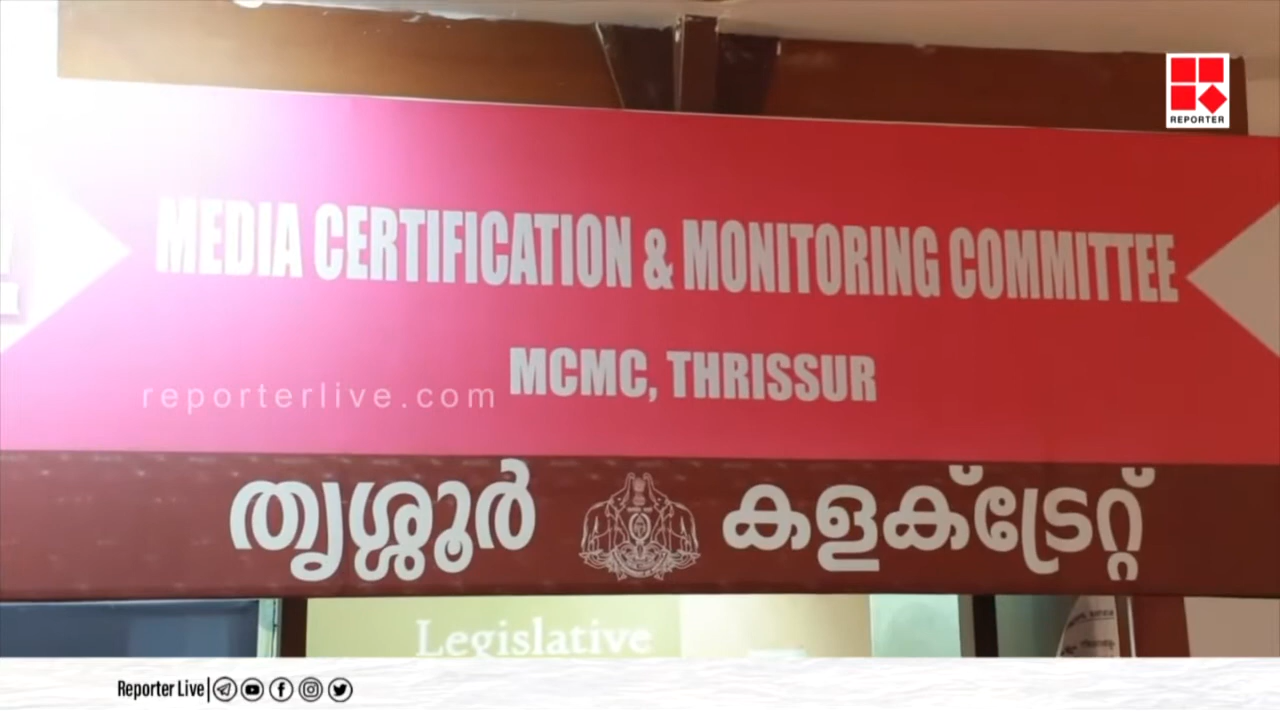 REPORTER
MEDIA CERTIFICATION & MONITORING COMMITTEE
MCMC, THRISSUR
reporterlive.com
തൃശ്ശൂർ കളക്ട്രേറ്റ്
Legislative
Reporter Live